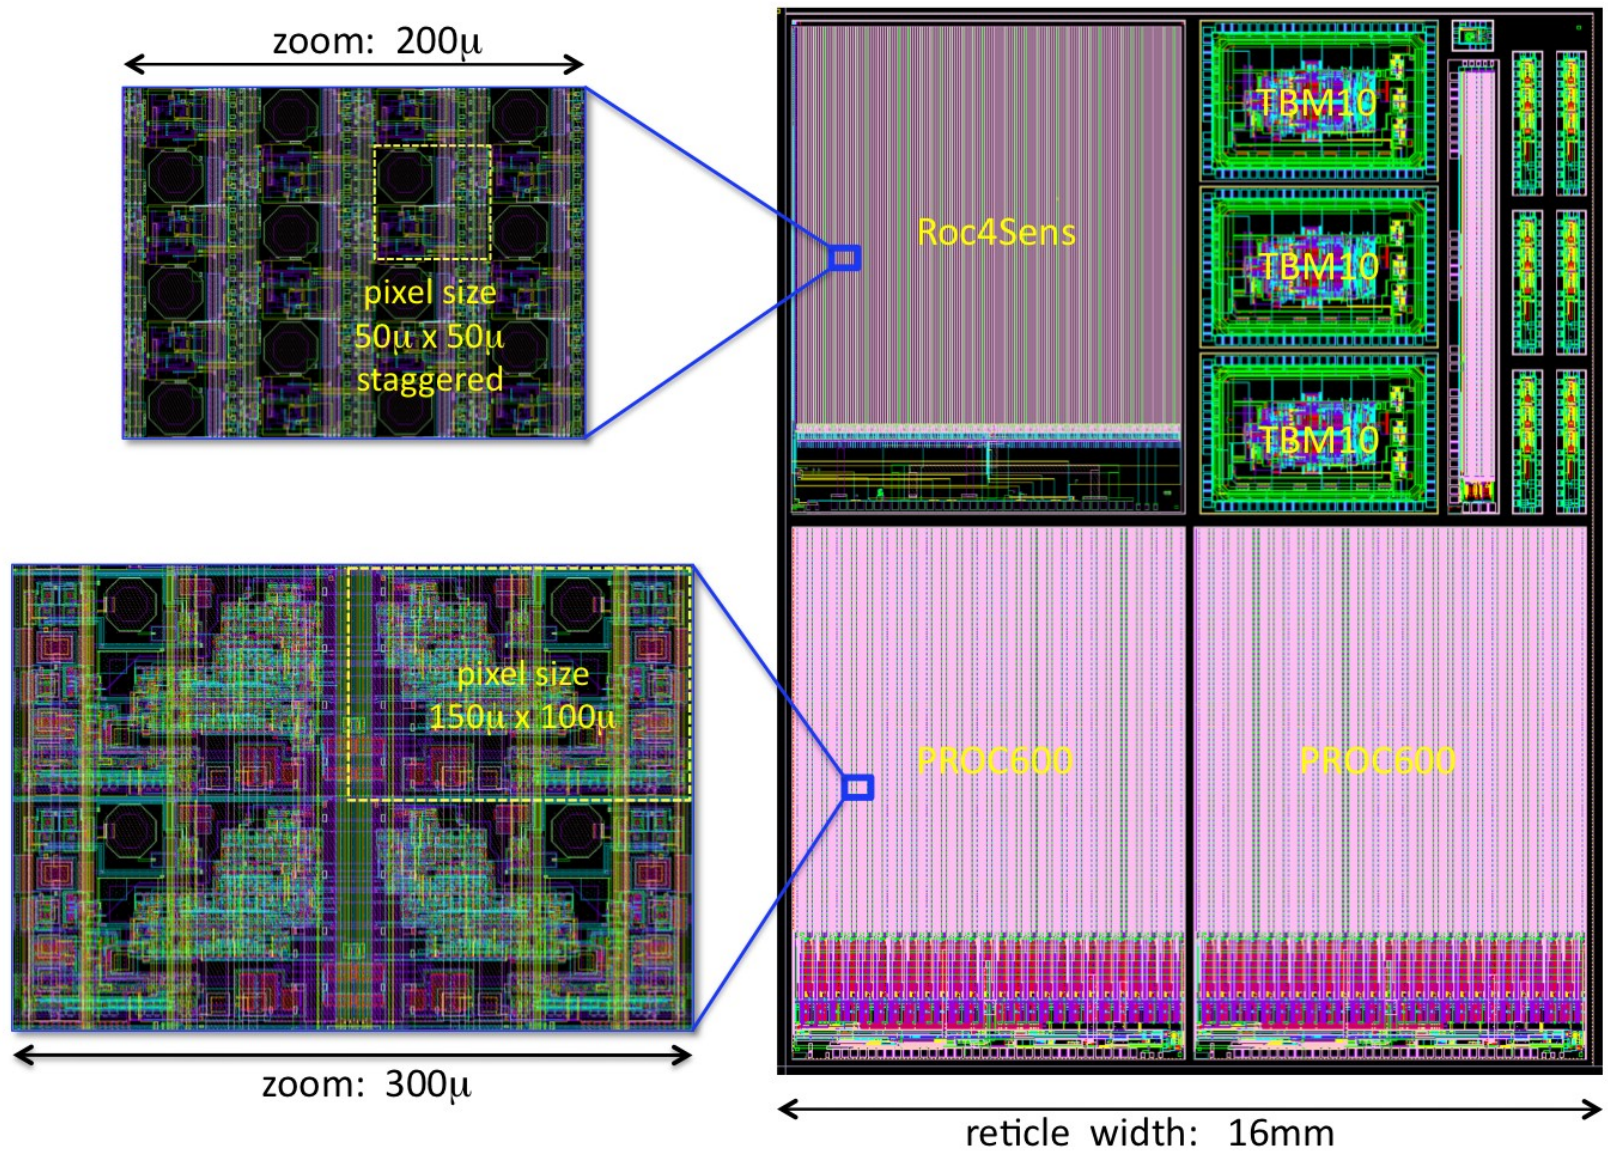 zoom: 200μ
pixel size
50μ x 50μ
staggered
Roc4Sens
TBM10
TBM10
TBM10
pixel size
150μ x 100μ
zoom: 300μ
PROC600
PROC600
reticle width: 16mm